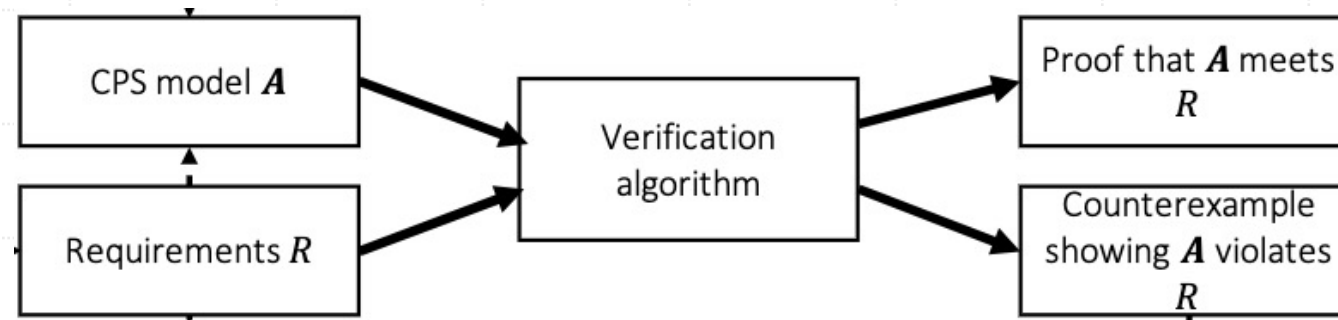 CPS model A
Requirements R
Verification
algorithm
Proof that A meets
R
Counterexample
showing A violates
R